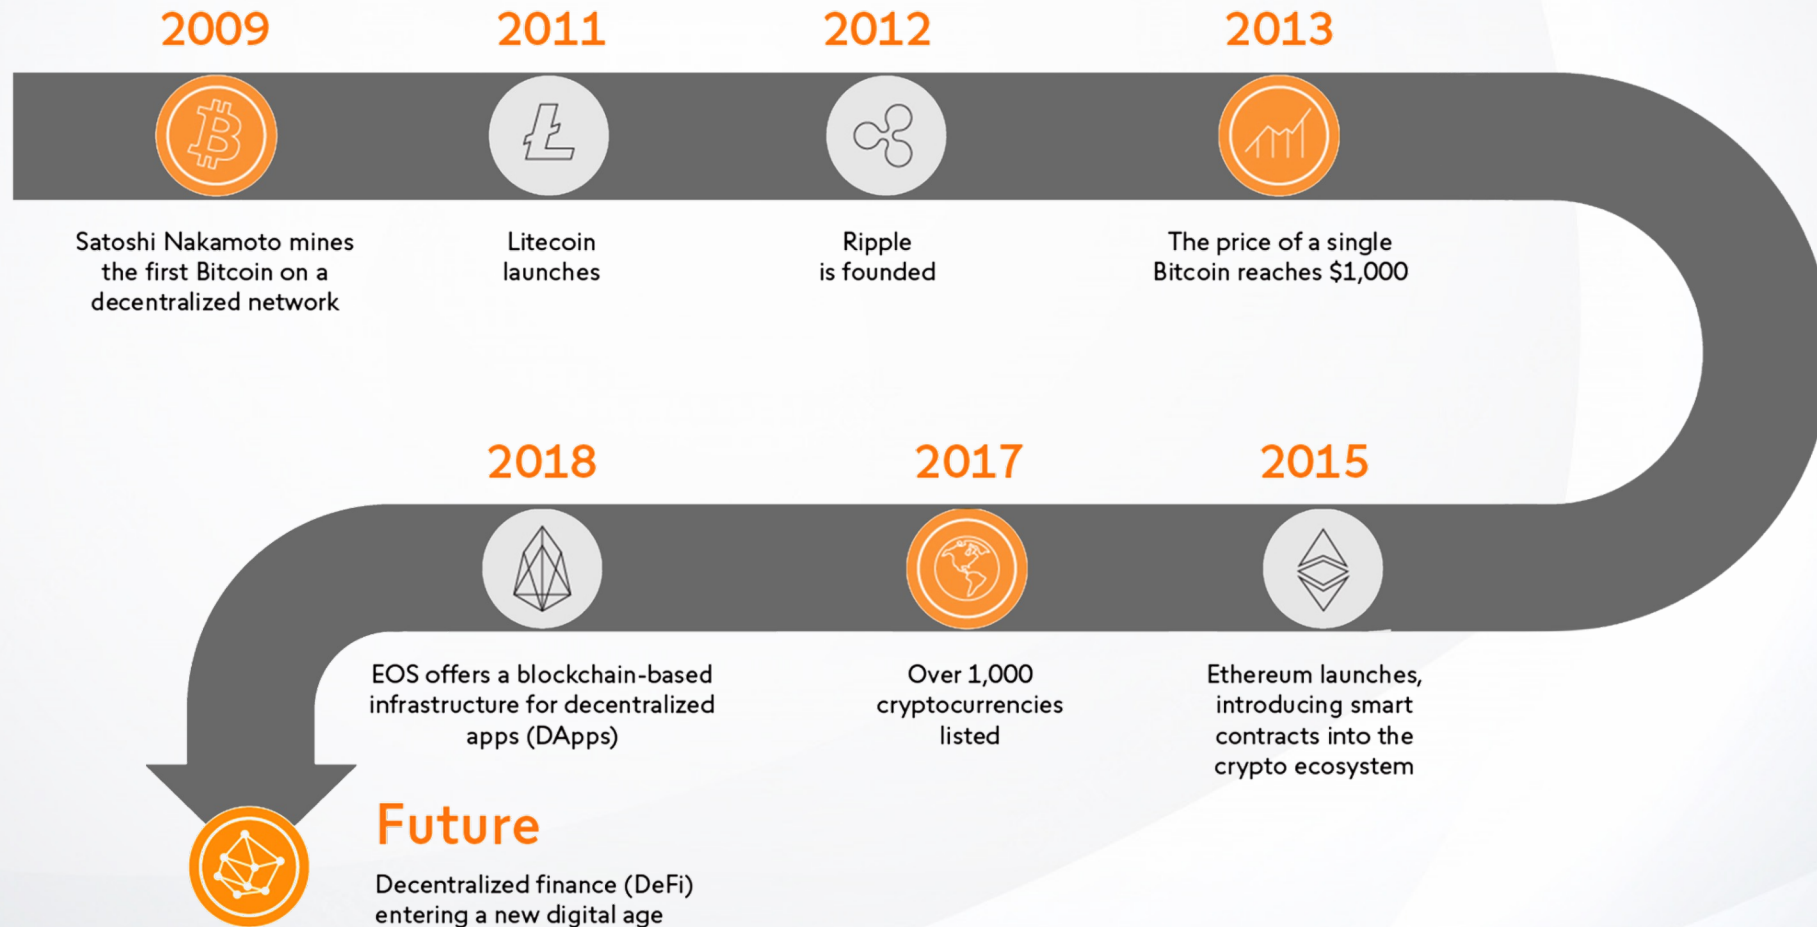 2009
Satoshi Nakamoto mines
the first Bitcoin on a
decentralized network
2011
Litecoin
launches
2012
Ripple
is founded
2013
The price of a single
Bitcoin reaches $1,000
2015
Ethereum launches,
introducing smart
contracts into the
crypto ecosystem
2017
Over 1,000
cryptocurrencies
listed
2018
EOS offers a blockchain-based
infrastructure for decentralized
apps (DApps)
Future
Decentralized finance (DeFi)
entering a new digital age